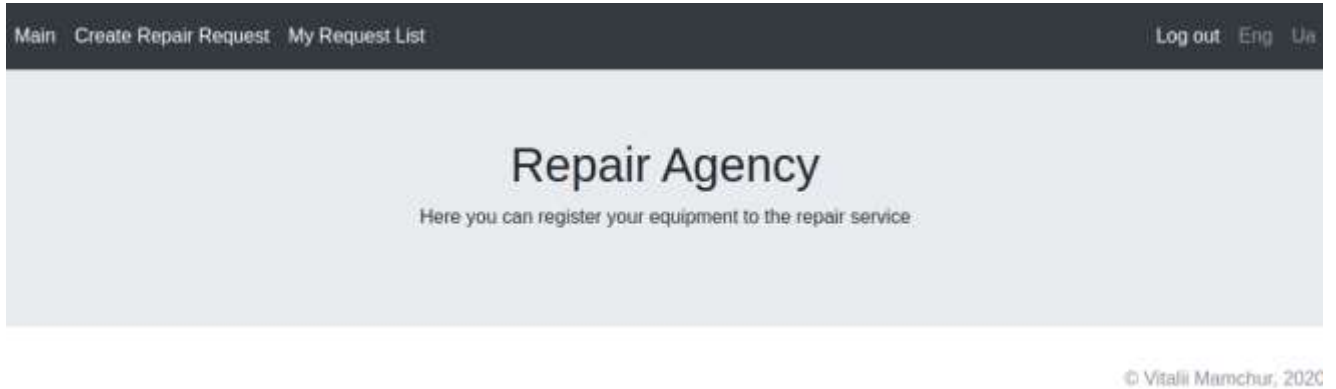 Main Create Repair Request My Request List Log out Eng Ua
Repair Agency
Here you can register your equipment to the repair service
© Vitalii Mamchur, 2020